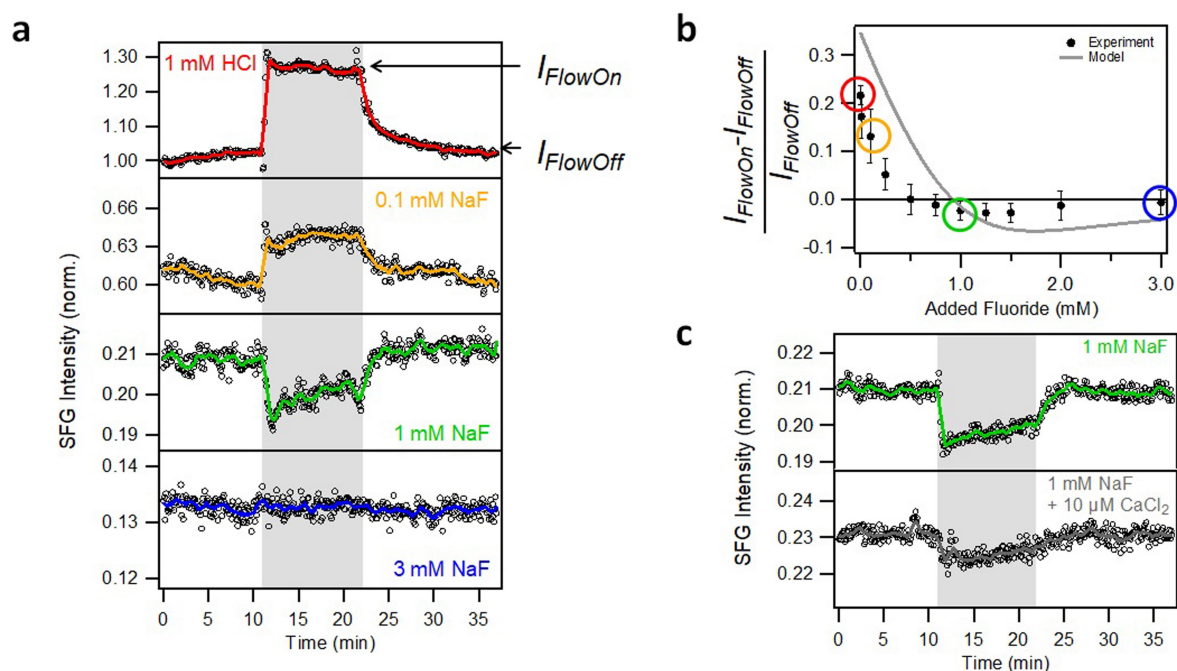 a
1 mM HCl
1.30
1.20
1.10
1.00
I_FlowOn
I_FlowOff
0.1 mM NaF
0.66
0.63
0.60
SFG Intensity (norm.)
0.21
0.20
0.19
1 mM NaF
0.14
0.13
0.12
3 mM NaF
0 5 10 15 20 25 30 35
Time (min)
b
I_FlowOn-I_FlowOff
I_FlowOff
0.3
0.2
0.1
0.0
-0.1
Experiment
Model
0.0 1.0 2.0 3.0
Added Fluoride (mM)
c
SFG Intensity (norm.)
0.22
0.21
0.20
0.19
1 mM NaF
0.24
0.23
0.22
1 mM NaF
+ 10 µM CaCl₂
0 5 10 15 20 25 30 35
Time (min)